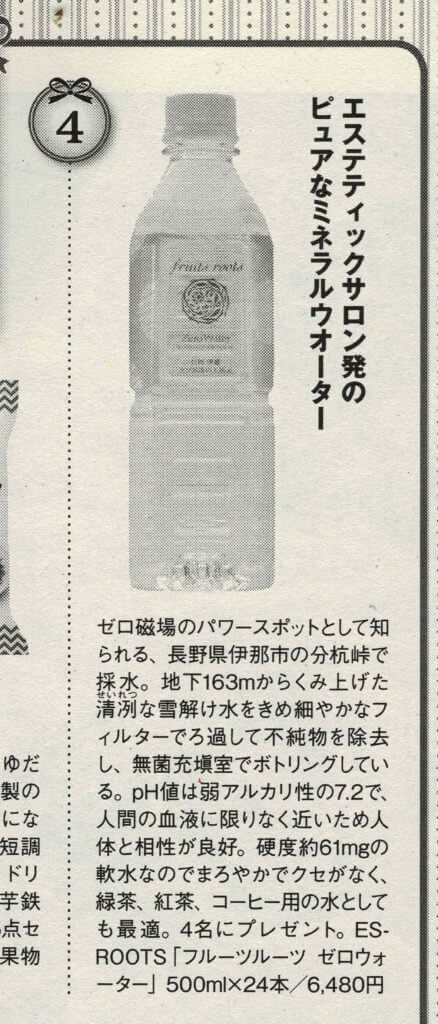 4
エステティックサロン発の
ピュアなミネラルウオーター
fruits roots
ZeroWater
ゼロ磁場のパワースポットとして知
られる、長野県伊那市の分杭峠で
採水。地下163mからくみ上げた
せいれつ
清冽な雪解け水をきめ細やかなフ
ィルターでろ過して不純物を除去
し、無菌充塡室でボトリングしてい
る。pH値は弱アルカリ性の7.2で、
人間の血液に限りなく近いため人
体と相性が良好。硬度約61mgの
軟水なのでまろやかでクセがなく、
緑茶、紅茶、コーヒー用の水として
も最適。4名にプレゼント。ES-
ROOTS「フルーツルーツ ゼロウォ
ーター」500ml×24本／6,480円
ゆだ
製の
にな
短調
ドリ
芋鉄
点セ
果物